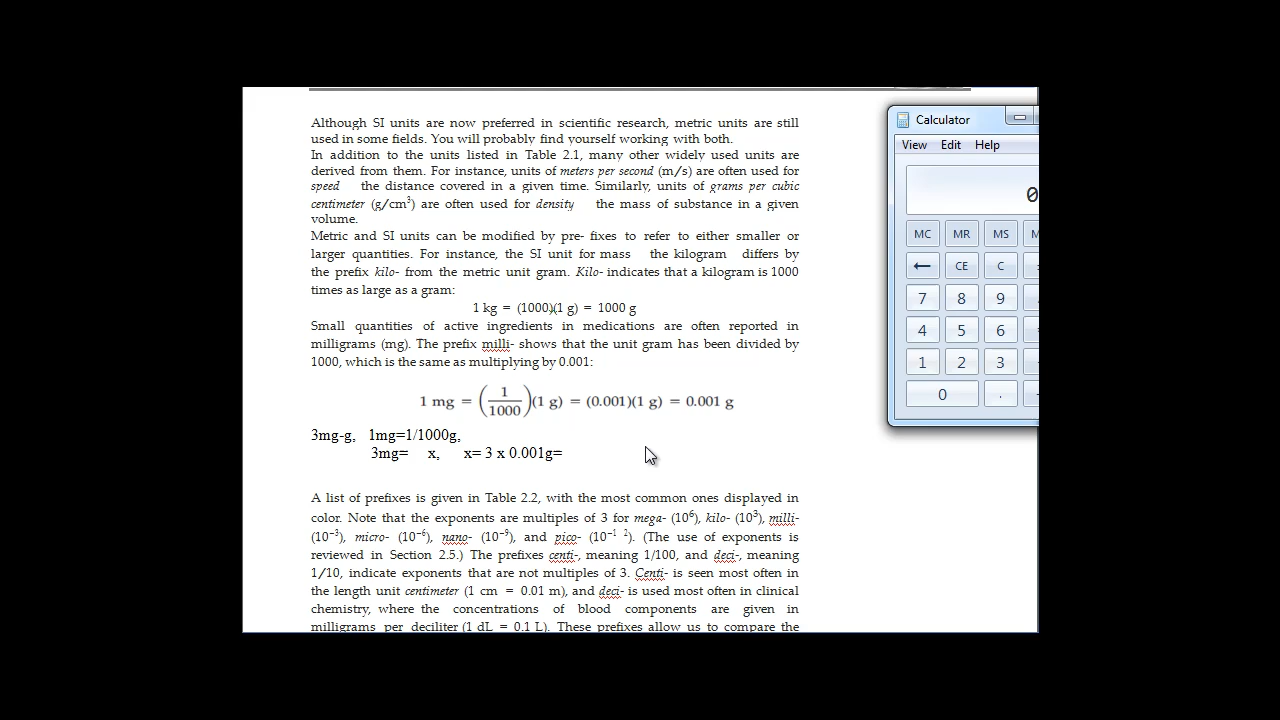 Although SI units are now preferred in scientific research, metric units are still
used in some fields. You will probably find yourself working with both.
In addition to the units listed in Table 2.1, many other widely used units are
derived from them. For instance, units of meters per second (m/s) are often used for
speed the distance covered in a given time. Similarly, units of grams per cubic
centimeter (g/cm³) are often used for density the mass of substance in a given
volume.
Metric and SI units can be modified by pre- fixes to refer to either smaller or
larger quantities. For instance, the SI unit for mass the kilogram differs by
the prefix kilo- from the metric unit gram. Kilo- indicates that a kilogram is 1000
times as large as a gram:
1 kg = (1000)(1 g) = 1000 g
Small quantities of active ingredients in medications are often reported in
milligrams (mg). The prefix milli- shows that the unit gram has been divided by
1000, which is the same as multiplying by 0.001:
1 mg = (1/1000)(1 g) = (0.001)(1 g) = 0.001 g
3mg-g, 1mg=1/1000g,
3mg= x, x= 3 x 0.001g=
A list of prefixes is given in Table 2.2, with the most common ones displayed in
color. Note that the exponents are multiples of 3 for mega- (10⁶), kilo- (10³), milli-
(10⁻³), micro- (10⁻⁶), nano- (10⁻⁹), and pico- (10⁻¹ ²). (The use of exponents is
reviewed in Section 2.5.) The prefixes centi-, meaning 1/100, and deci-, meaning
1/10, indicate exponents that are not multiples of 3. Centi- is seen most often in
the length unit centimeter (1 cm = 0.01 m), and deci- is used most often in clinical
chemistry, where the concentrations of blood components are given in
milligrams per deciliter (1 dL = 0.1 L). These prefixes allow us to compare the
Calculator
View Edit Help
0
MC MR MS
← CE C
7 8 9
4 5 6
1 2 3
0 .